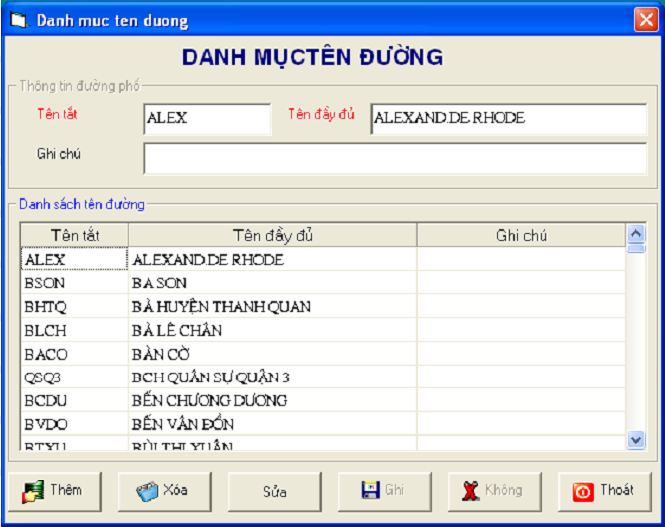 Danh muc ten duong
DANH MỤCTÊN ĐƯỜNG
Thông tin đường phố
Tên tắt ALEX Tên đầy đủ ALEXAND.DE RHODE
Ghi chú
Danh sách tên đường
Tên tắt Tên đầy đủ Ghi chú
ALEX ALEXAND.DE RHODE
BSON BA SON
BHTQ BÀ HUYỆN THANH QUAN
BLCH BÀ LÊ CHÂN
BACO BÀN CỜ
QSQ3 BCH QUÂN SỰ QUẬN 3
BCDU BẾN CHƯƠNG DƯƠNG
BVDO BẾN VÂN ĐỒN
BTXU BÙI THỊ XUÂN
Thêm Xóa Sửa Ghi Không Thoát